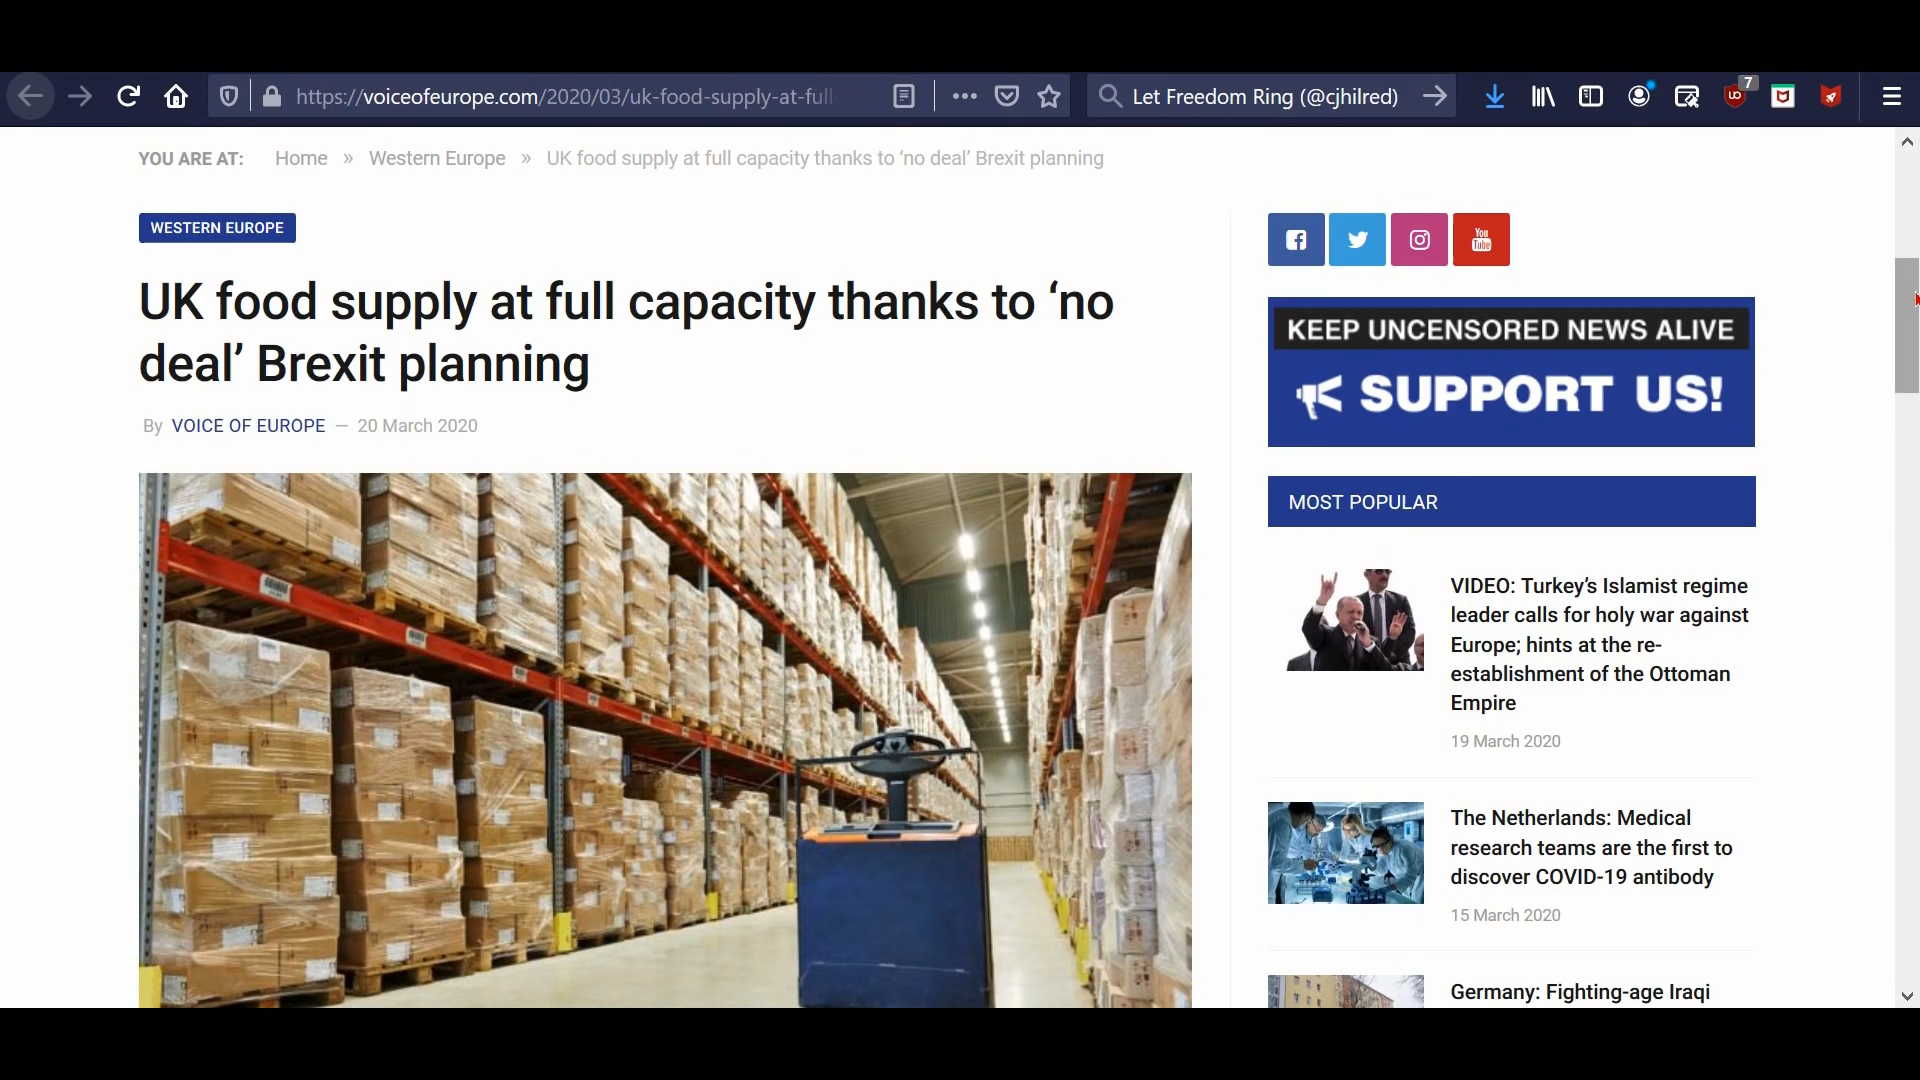 https://voiceofeurope.com/2020/03/uk-food-supply-at-full
Let Freedom Ring (@cjhilred)
7
YOU ARE AT: Home » Western Europe » UK food supply at full capacity thanks to ‘no deal’ Brexit planning
WESTERN EUROPE
UK food supply at full capacity thanks to ‘no
deal’ Brexit planning
By VOICE OF EUROPE — 20 March 2020
You
Tube
KEEP UNCENSORED NEWS ALIVE
SUPPORT US!
MOST POPULAR
VIDEO: Turkey’s Islamist regime
leader calls for holy war against
Europe; hints at the re-
establishment of the Ottoman
Empire
19 March 2020
The Netherlands: Medical
research teams are the first to
discover COVID-19 antibody
15 March 2020
Germany: Fighting-age Iraqi